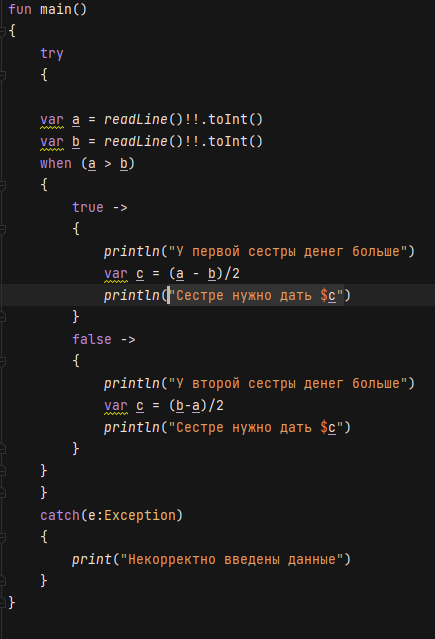 fun main()
{
    try
    {

    var a = readLine()!!.toInt()
    var b = readLine()!!.toInt()
    when (a > b)
    {
        true ->
        {
            println("У первой сестры денег больше")
            var c = (a - b)/2
            println("Сестре нужно дать $c")
        }
        false ->
        {
            println("У второй сестры денег больше")
            var c = (b-a)/2
            println("Сестре нужно дать $c")
        }
    }
    }
    catch(e:Exception)
    {
        print("Некорректно введены данные")
    }
}